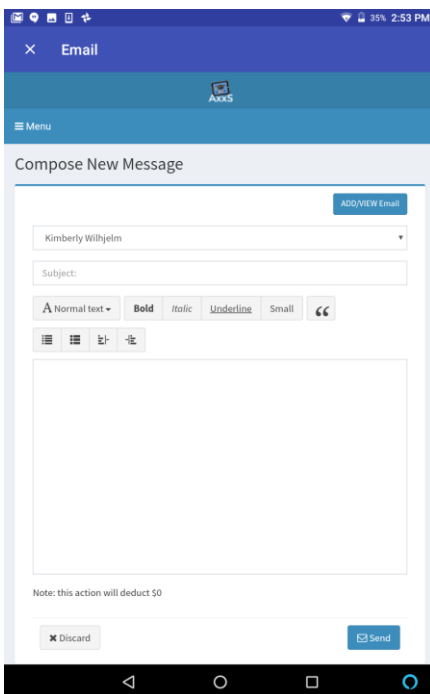 35% 2:53 PM
Email
AxxS
Menu
Compose New Message
ADD/VIEW Email
Kimberly Wilhjelm
Subject:
A Normal text Bold Italic Underline Small “
Note: this action will deduct $0
Discard Send